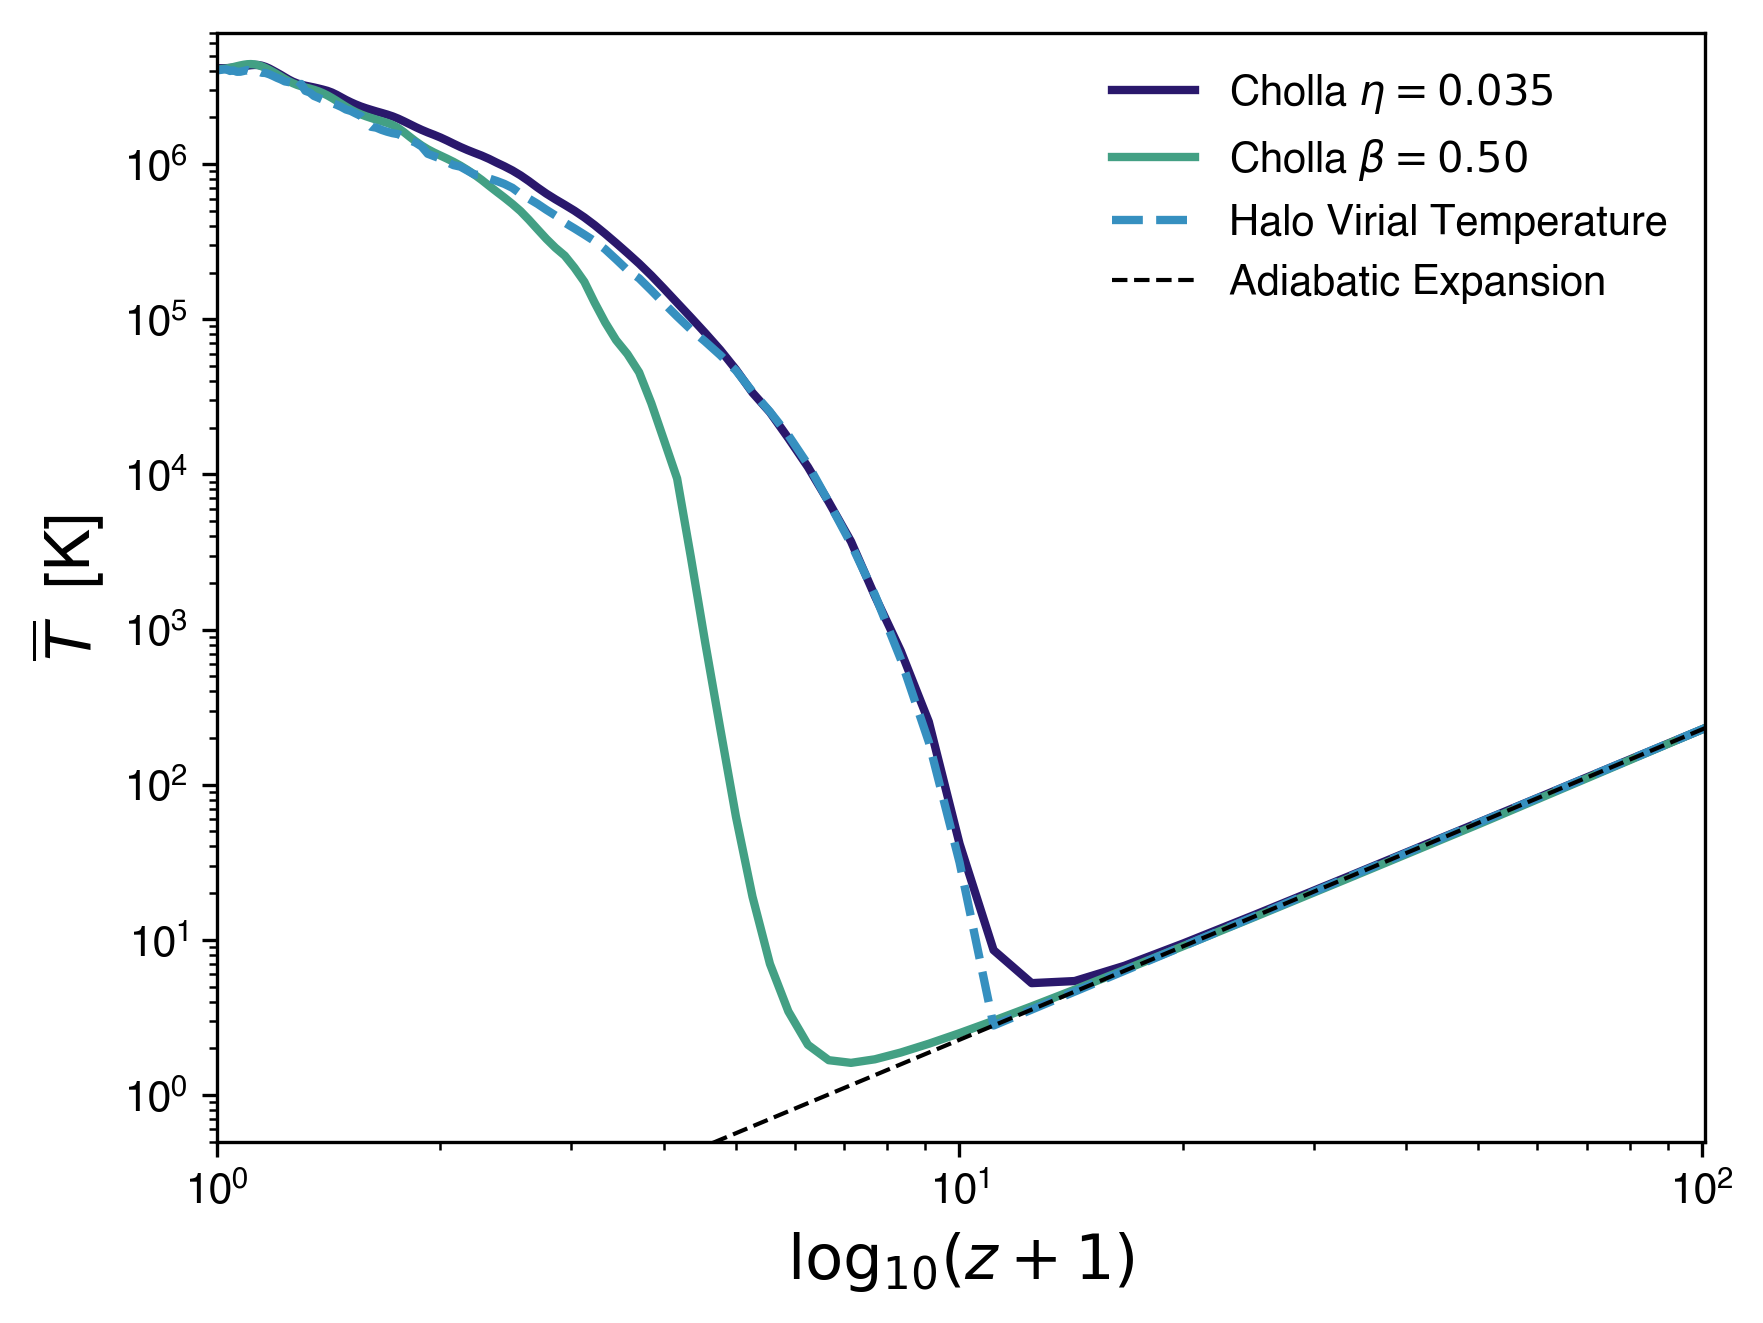 Cholla η = 0.035
Cholla β = 0.50
Halo Virial Temperature
Adiabatic Expansion
10⁶
10⁵
10⁴
10³
10²
10¹
10⁰
T̿ [K]
10⁰ 10¹ 10²
log₁₀(z + 1)